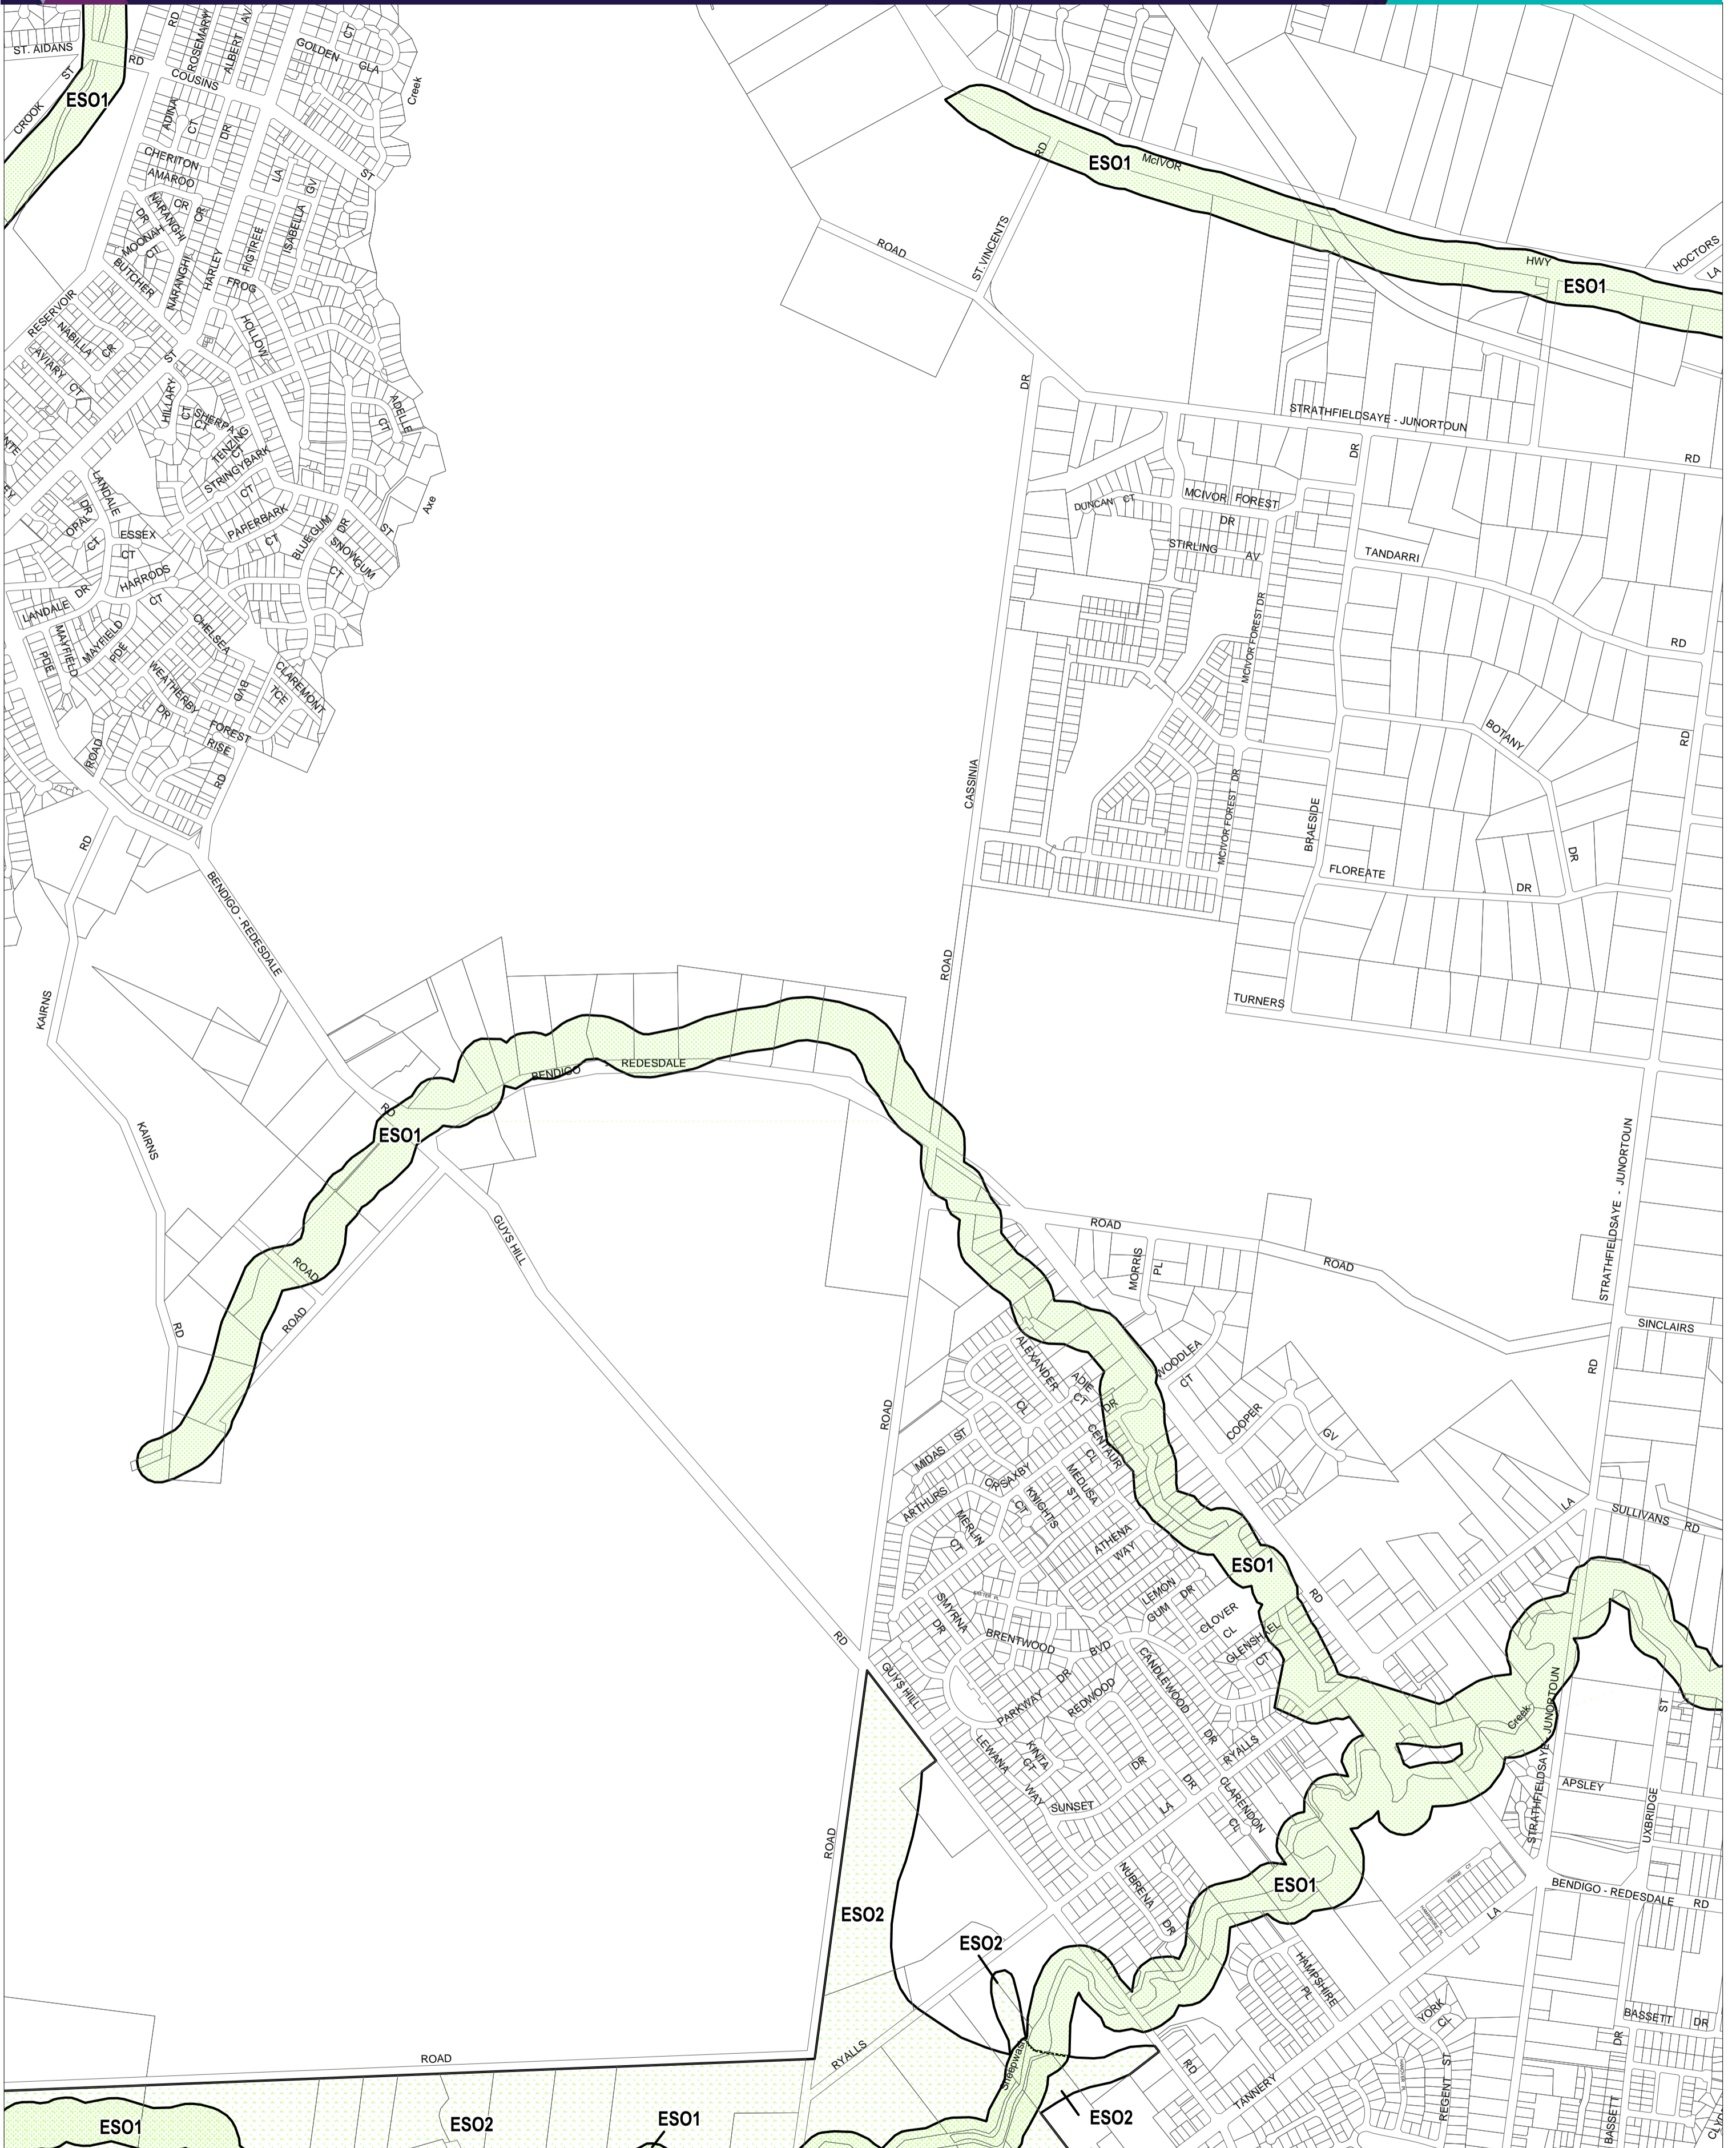 ST. AIDANS
RD
ROSEMARY
ALBERT AV
CT
GOLDEN
GLA
Creek
RD
COUSINS
ST
CROOK
ESO1
ADINA
CT
DR
CHERITON
AMAROO
LA
GV
ST
NARANGHI
CR
CR
DR
MOONAH
CT
BUTCHER
NARANGHI
HARLEY
FIGTREE
ISABELLA
FROG
HOLLOW
RESERVOIR
NABILLA
CR
AVIARY CT
ST
HILLARY
CT
SHERPA
CT
TENZING
CT
STRINGYBARK
CT
ADELLE
CT
Axe
LANDALE
DR
OPAL
CT
ESSEX
CT
PAPERBARK
CT
BLUEGUM
DR
ST
SNOWGUM
CT
HARRODS
CT
DR
LANDALE
MAYFIELD
PDE
MAYFIELD
PDE
CHELSEA
BVD
WEATHERBY
DR
CLAREMONT
TCE
FOREST
RISE
RD
ROAD
RD
ESO1
McIVOR
RD
ST.VINCENTS
ROAD
HWY
ESO1
HOCTORS
LA
DR
STRATHFIELDSAYE - JUNORTOUN
DR
RD
DUNCAN CT
MCIVOR FOREST
DR
STIRLING
AV
TANDARRI
RD
MCIVOR FOREST DR
BOTANY
RD
CASSINIA
MCIVOR FOREST DR
BRAESIDE
FLOREATE
DR
DR
BENDIGO - REDESDALE
KAIRNS
ROAD
TURNERS
BENDIGO
REDESDALE
RD
ESO1
KAIRNS
GUYS HILL
ROAD
ROAD
RD
ROAD
MORRIS
PL
ROAD
STRATHFIELDSAYE - JUNORTOUN
SINCLAIRS
RD
WOODLEA
CT
ALEXANDER
CL
ADIE
CT
DR
COOPER
GV
ROAD
MIDAS ST
CENTAUR
CL
CR
SAXBY
CT
MEDUSA
ST
ARTHURS
KNIGHTS
MERLIN
CT
ATHENA
WAY
LA
SULLIVANS RD
ESO1
RD
LEMON
GUM
DR
CLOVER
CL
GLENSHAEL
CT
SMYRNA
DR
BRENTWOOD
BVD
RD
GUYS HILL
PARKWAY
DR
REDWOOD
CANDLEWOOD
DR
LEWANA
WAY
KINTA
CT
DR
RYALLS
DR
LA
SUNSET
CLARENDON
CL
Creek
STRATHFIELDSAYE - JUNORTOUN
ST
APSLEY
UXBRIDGE
ROAD
NUBRENA
DR
ESO1
BENDIGO - REDESDALE RD
LA
ESO2
ESO2
HAMPSHIRE
PL
YORK
CL
BASSETT DR
DR
RYALLS
Sheepwash
RD
TANNERY
REGENT ST
BASSETT
ROAD
ESO1
ESO2
ESO1
ESO2